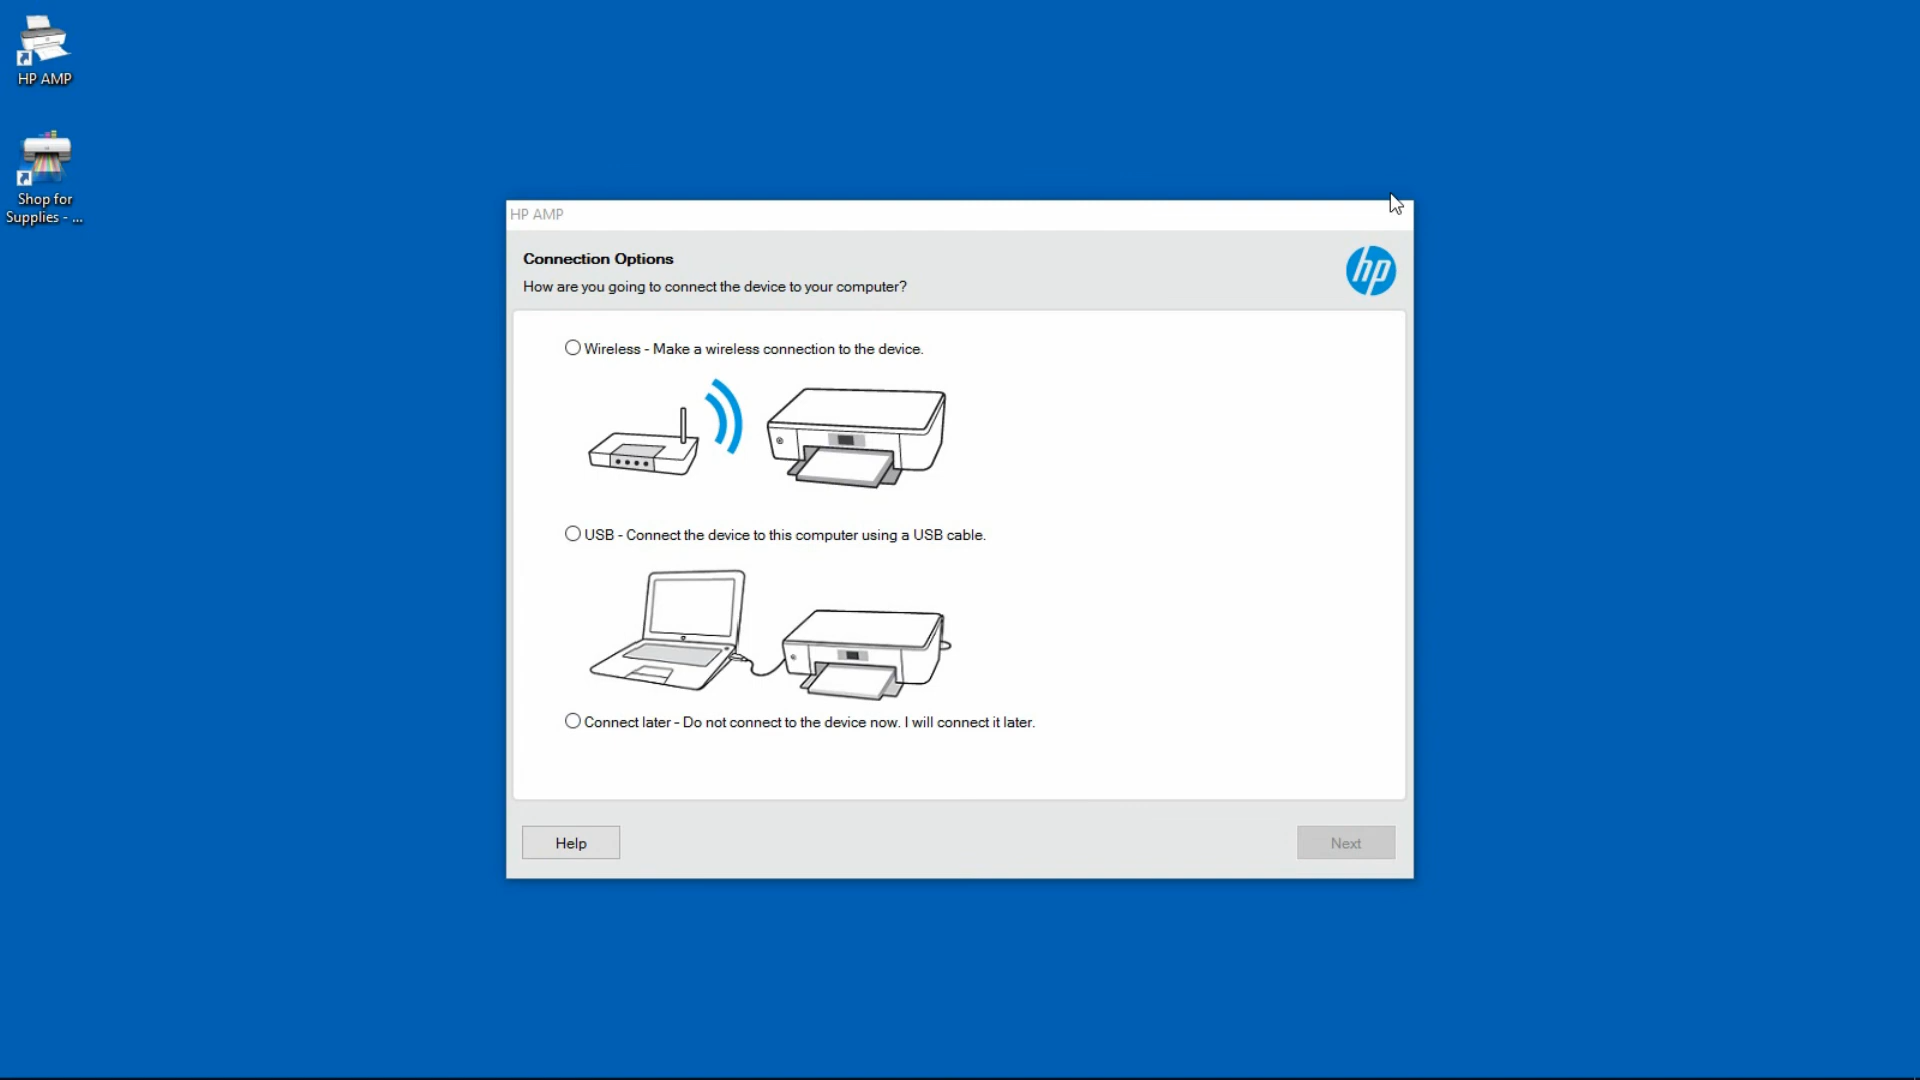 HP AMP
Shop for
Supplies - ...
HP AMP
Connection Options
How are you going to connect the device to your computer?
hp
Wireless - Make a wireless connection to the device.
USB - Connect the device to this computer using a USB cable.
Connect later - Do not connect to the device now. I will connect it later.
Help
Next